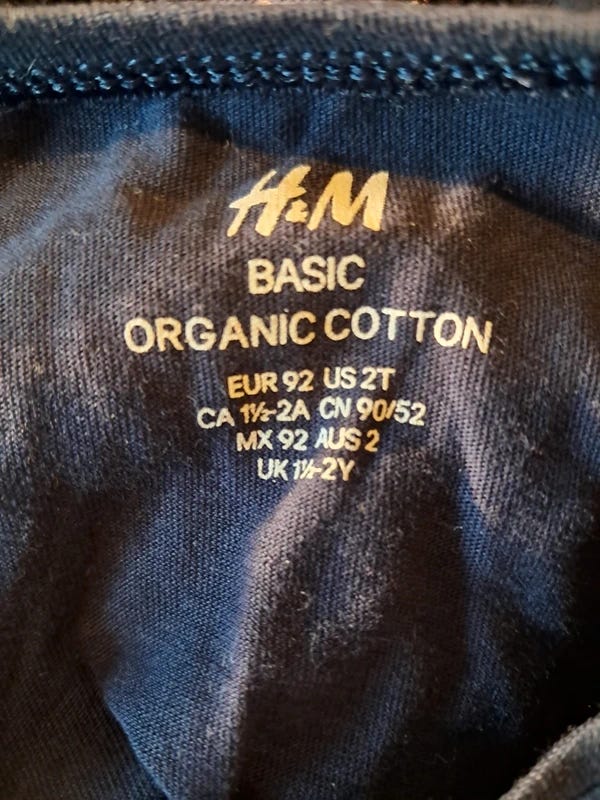 H&M
BASIC
ORGANIC COTTON
EUR 92 US 2T
CA 1½-2A CN 90/52
MX 92 AUS 2
UK 1½-2Y